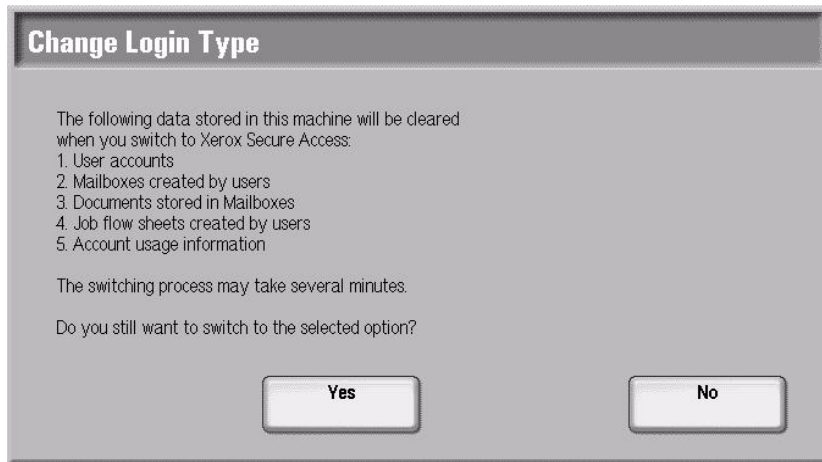 Change Login Type
The following data stored in this machine will be cleared
when you switch to Xerox Secure Access:
1. User accounts
2. Mailboxes created by users
3. Documents stored in Mailboxes
4. Job flow sheets created by users
5. Account usage information
The switching process may take several minutes.
Do you still want to switch to the selected option?
Yes
No